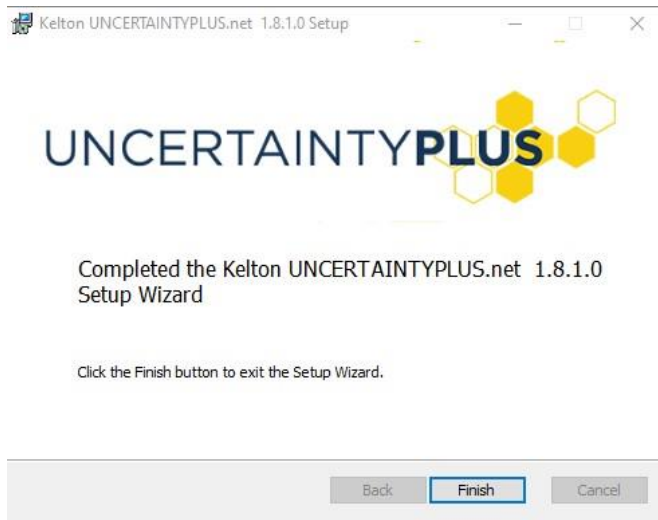 Kelton UNCERTAINTYPLUS.net 1.8.1.0 Setup
UNCERTAINTYPLUS
Completed the Kelton UNCERTAINTYPLUS.net 1.8.1.0
Setup Wizard
Click the Finish button to exit the Setup Wizard.
Back Finish Cancel